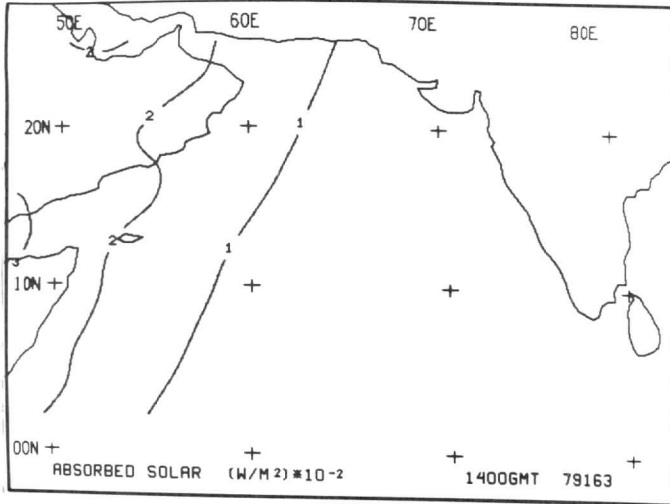 50E 60E 70E 80E
2
2
1
20N
2
1
3
10N
00N
ABSORBED SOLAR (W/M2)*10-2 1400GMT 79163